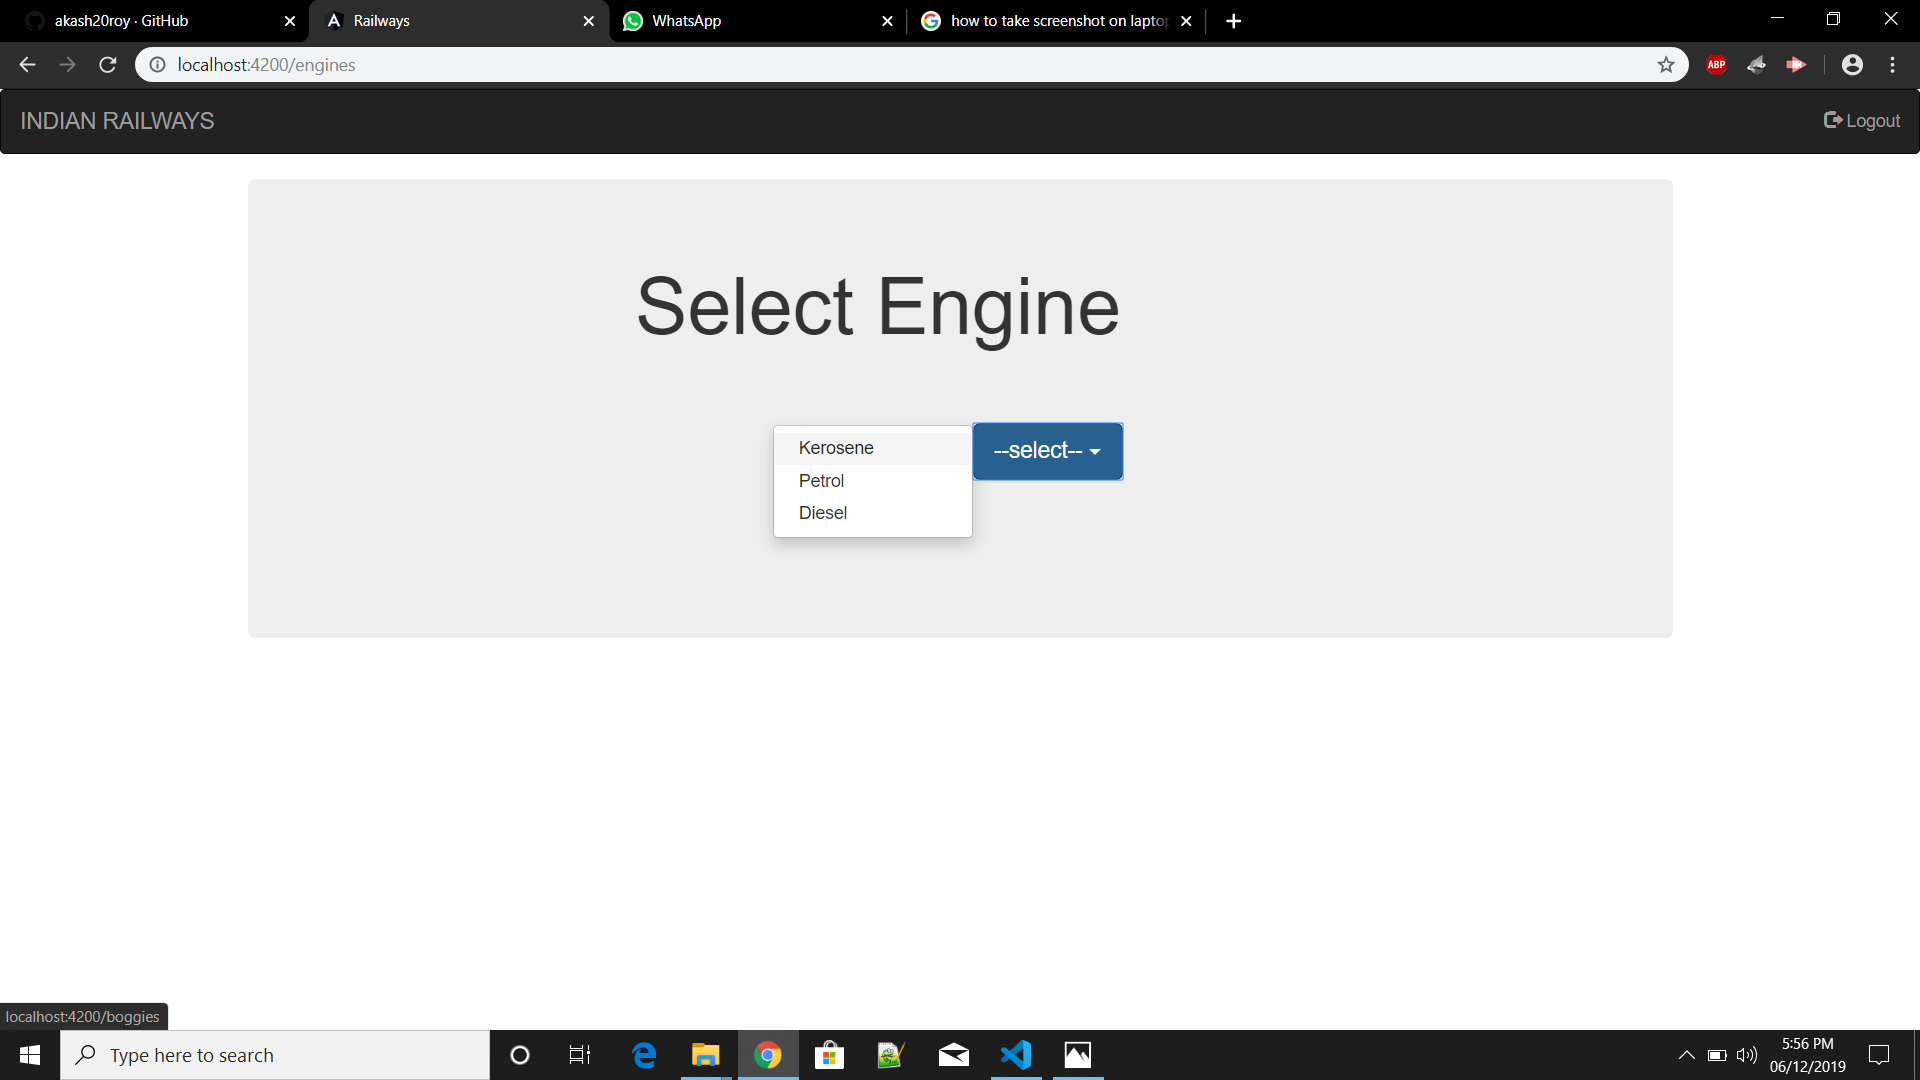 akash20roy · GitHub
Railways
WhatsApp
how to take screenshot on lapto
localhost:4200/engines
ABP
INDIAN RAILWAYS
Logout
Select Engine
--select--
Kerosene
Petrol
Diesel
localhost:4200/boggies
Type here to search
5:56 PM
06/12/2019